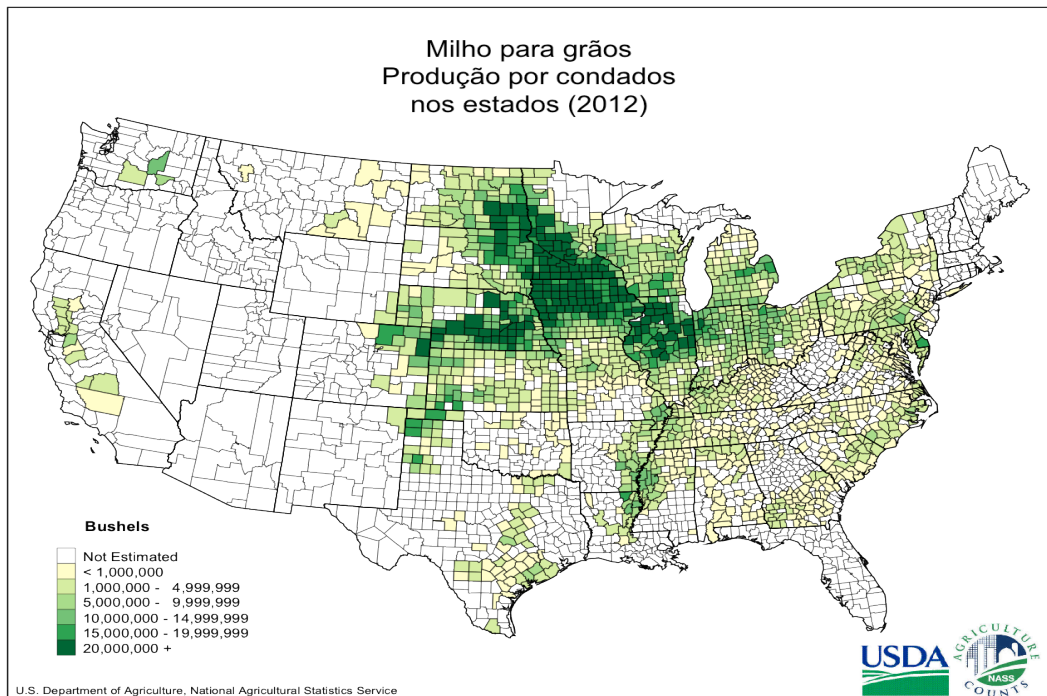 Milho para grãos
Produção por condados
nos estados (2012)
Bushels
Not Estimated
< 1,000,000
1,000,000 - 4,999,999
5,000,000 - 9,999,999
10,000,000 - 14,999,999
15,000,000 - 19,999,999
20,000,000 +
U.S. Department of Agriculture, National Agricultural Statistics Service
USDA
AGRICULTURE
NASS
COUNTS